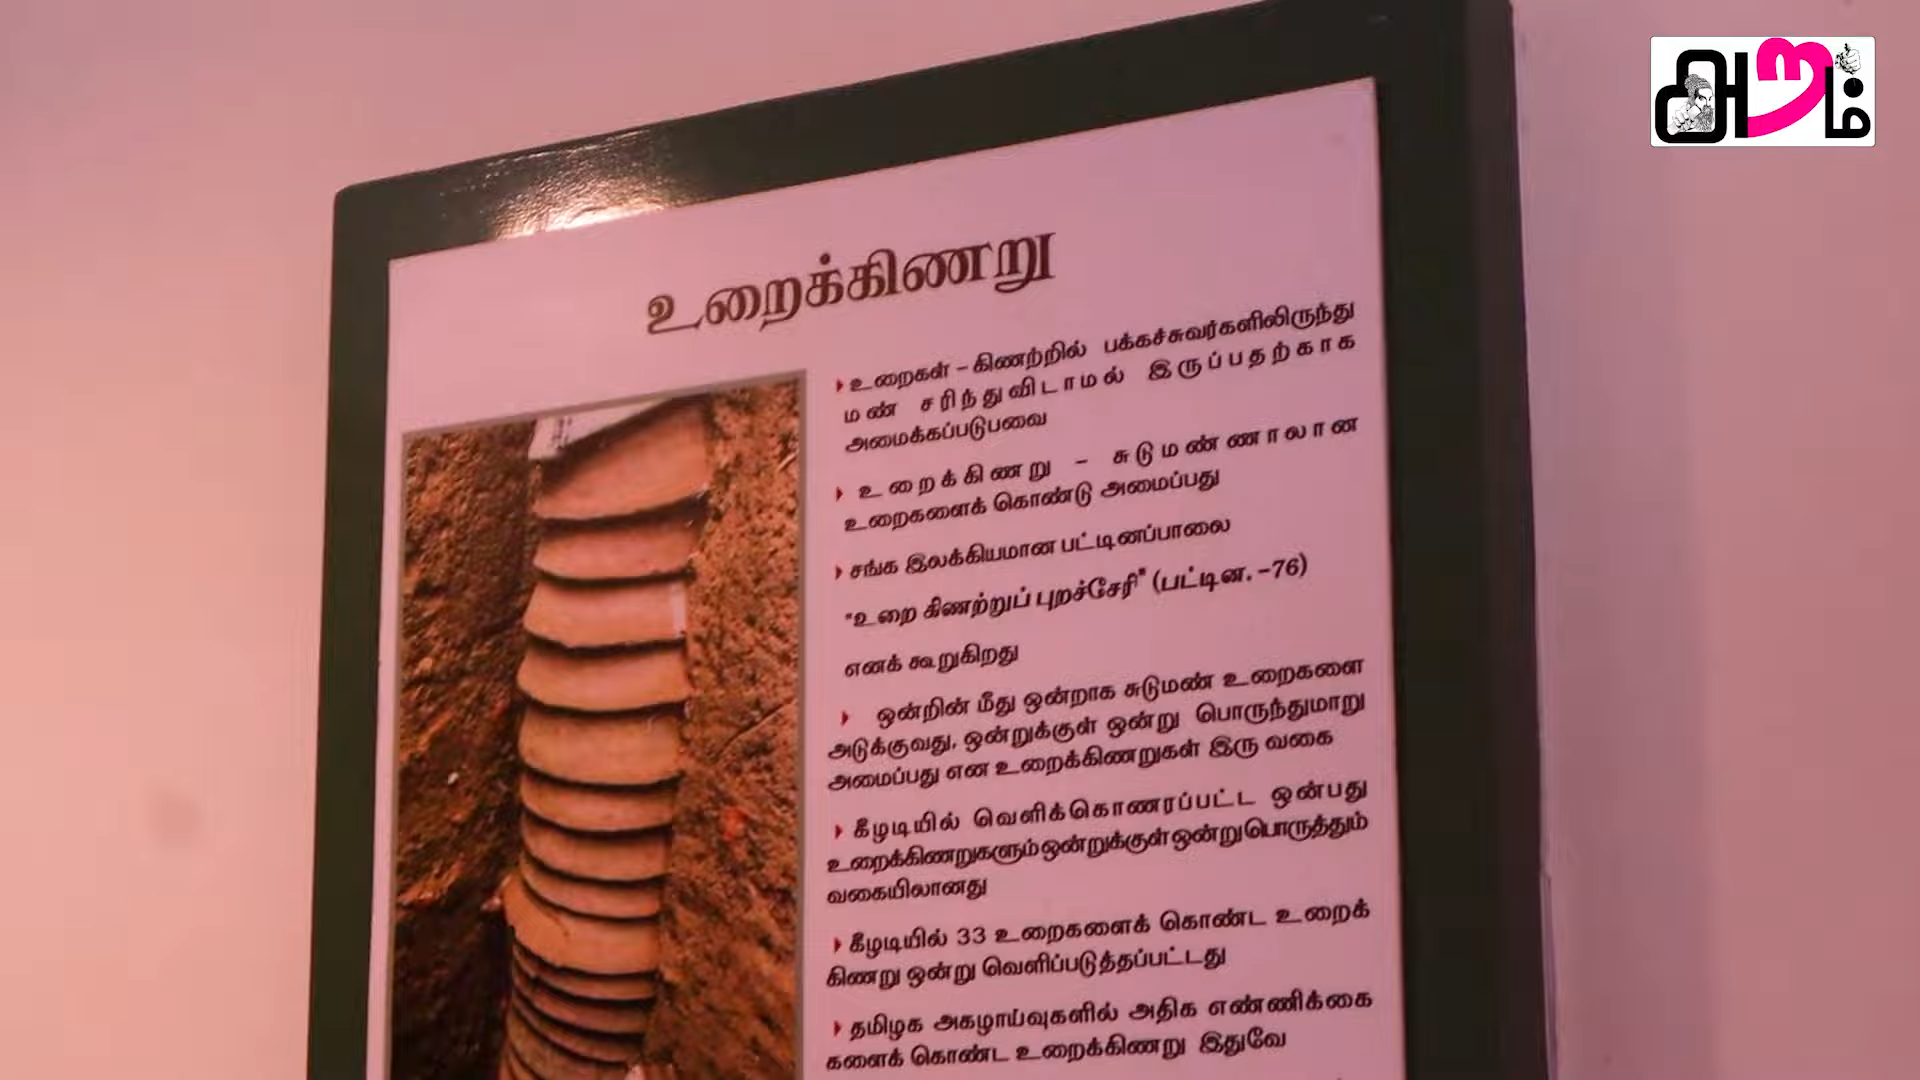 அறம்
உறைக்கிணறு
உறைகள் – கிணற்றில் பக்கச்சுவர்களிலிருந்து
மண் சரிந்துவிடாமல் இருப்பதற்காக
அமைக்கப்படுபவை
உறைக்கிணறு – சுடுமண்ணாலான
உறைகளைக் கொண்டு அமைப்பது
சங்க இலக்கியமான பட்டினப்பாலை
"உறை கிணற்றுப் புறச்சேரி" (பட்டின. –76)
எனக் கூறுகிறது
ஒன்றின் மீது ஒன்றாக சுடுமண் உறைகளை
அடுக்குவது, ஒன்றுக்குள் ஒன்று பொருந்துமாறு
அமைப்பது என உறைக்கிணறுகள் இரு வகை
கீழடியில் வெளிக்கொணரப்பட்ட ஒன்பது
உறைக்கிணறுகளும் ஒன்றுக்குள் ஒன்று பொருத்தும்
வகையிலானது
கீழடியில் 33 உறைகளைக் கொண்ட உறைக்
கிணறு ஒன்று வெளிப்படுத்தப்பட்டது
தமிழக அகழாய்வுகளில் அதிக எண்ணிக்கை
களைக் கொண்ட உறைக்கிணறு இதுவே